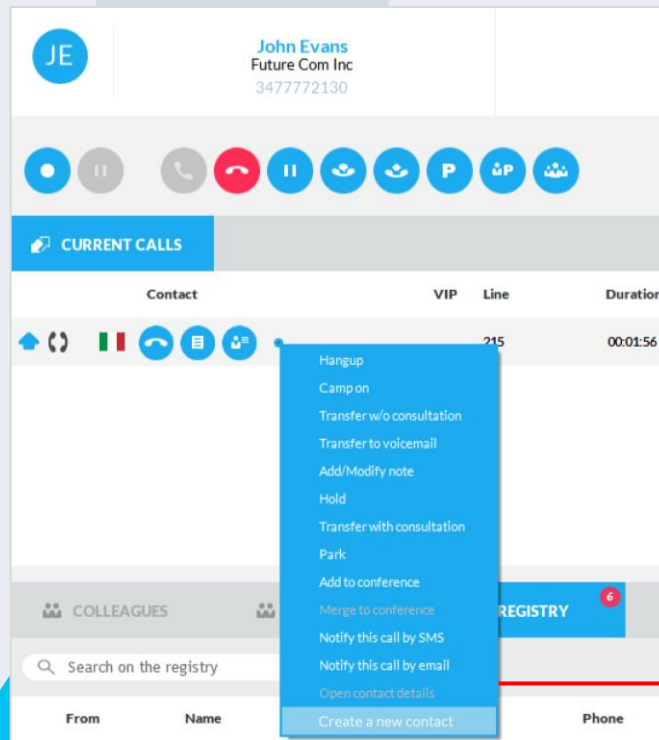 JE
John Evans
Future Com Inc
3477772130
P
P
CURRENT CALLS
Contact VIP Line Duration
215 00:01:56
Hangup
Camp on
Transfer w/o consultation
Transfer to voicemail
Add/Modify note
Hold
Transfer with consultation
Park
Add to conference
Merge to conference
Notify this call by SMS
Notify this call by email
Open contact details
Create a new contact
COLLEAGUES REGISTRY 6
Search on the registry
From Name Phone